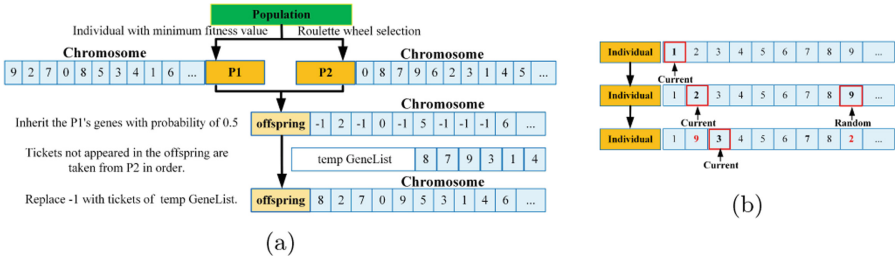 Population
Individual with minimum fitness value Roulette wheel selection
Chromosome Chromosome
9 2 7 0 8 5 3 4 1 6 ... P1 P2 0 8 7 9 6 2 3 1 4 5 ...
Chromosome
Inherit the P1's genes with probability of 0.5 offspring -1 2 -1 0 -1 5 -1 -1 -1 6 ...
Tickets not appeared in the offspring are
taken from P2 in order.
temp GeneList 8 7 9 3 1 4
Chromosome
Replace -1 with tickets of temp GeneList. offspring 8 2 7 0 9 5 3 1 4 6 ...
(a)
Individual 1 2 3 4 5 6 7 8 9 ...
Current
Individual 1 2 3 4 5 6 7 8 9 ...
Current Random
Individual 1 9 3 4 5 6 7 8 2 ...
Current
(b)